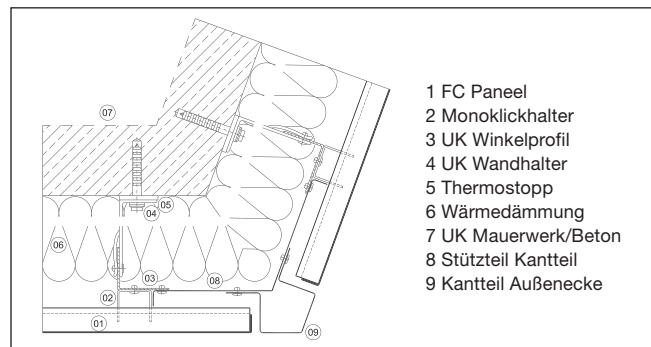 07
05
04
06
03
08
02
01
09
1 FC Paneel
2 Monoklickhalter
3 UK Winkelprofil
4 UK Wandhalter
5 Thermostopp
6 Wärmedämmung
7 UK Mauerwerk/Beton
8 Stützteil Kantteil
9 Kantteil Außenecke